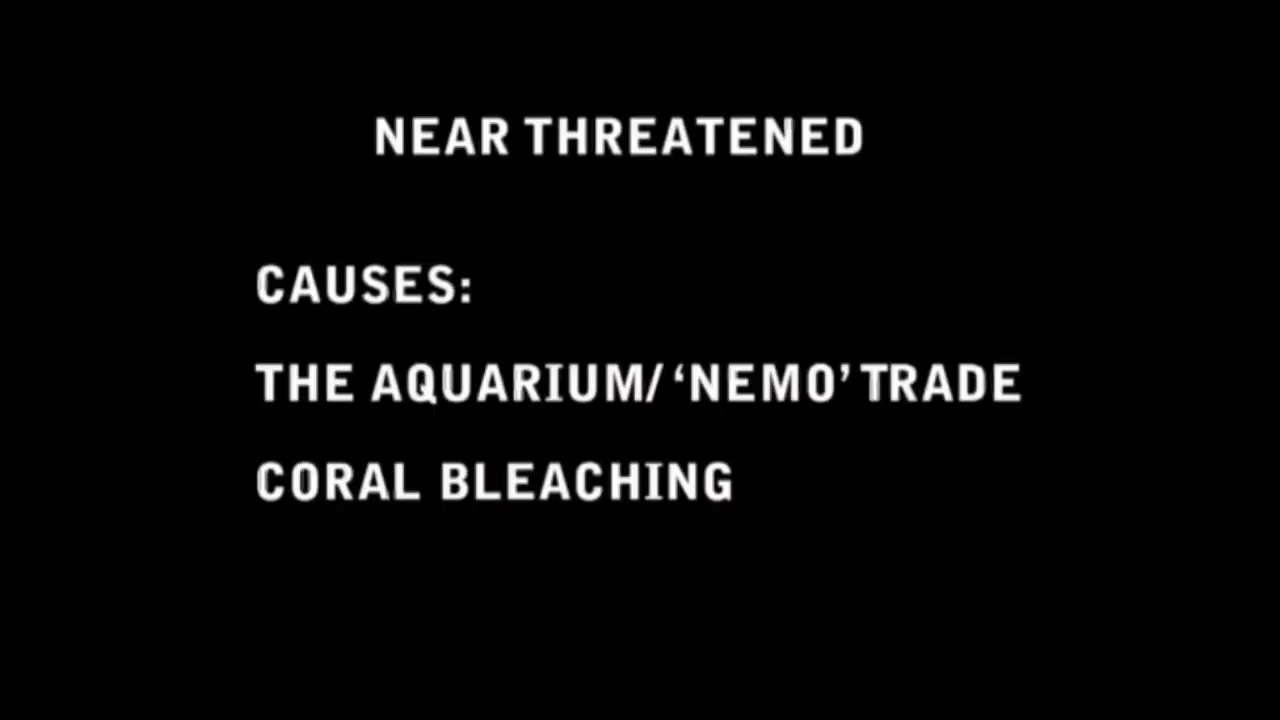 NEAR THREATENED
CAUSES:
THE AQUARIUM/ ‘NEMO’ TRADE
CORAL BLEACHING